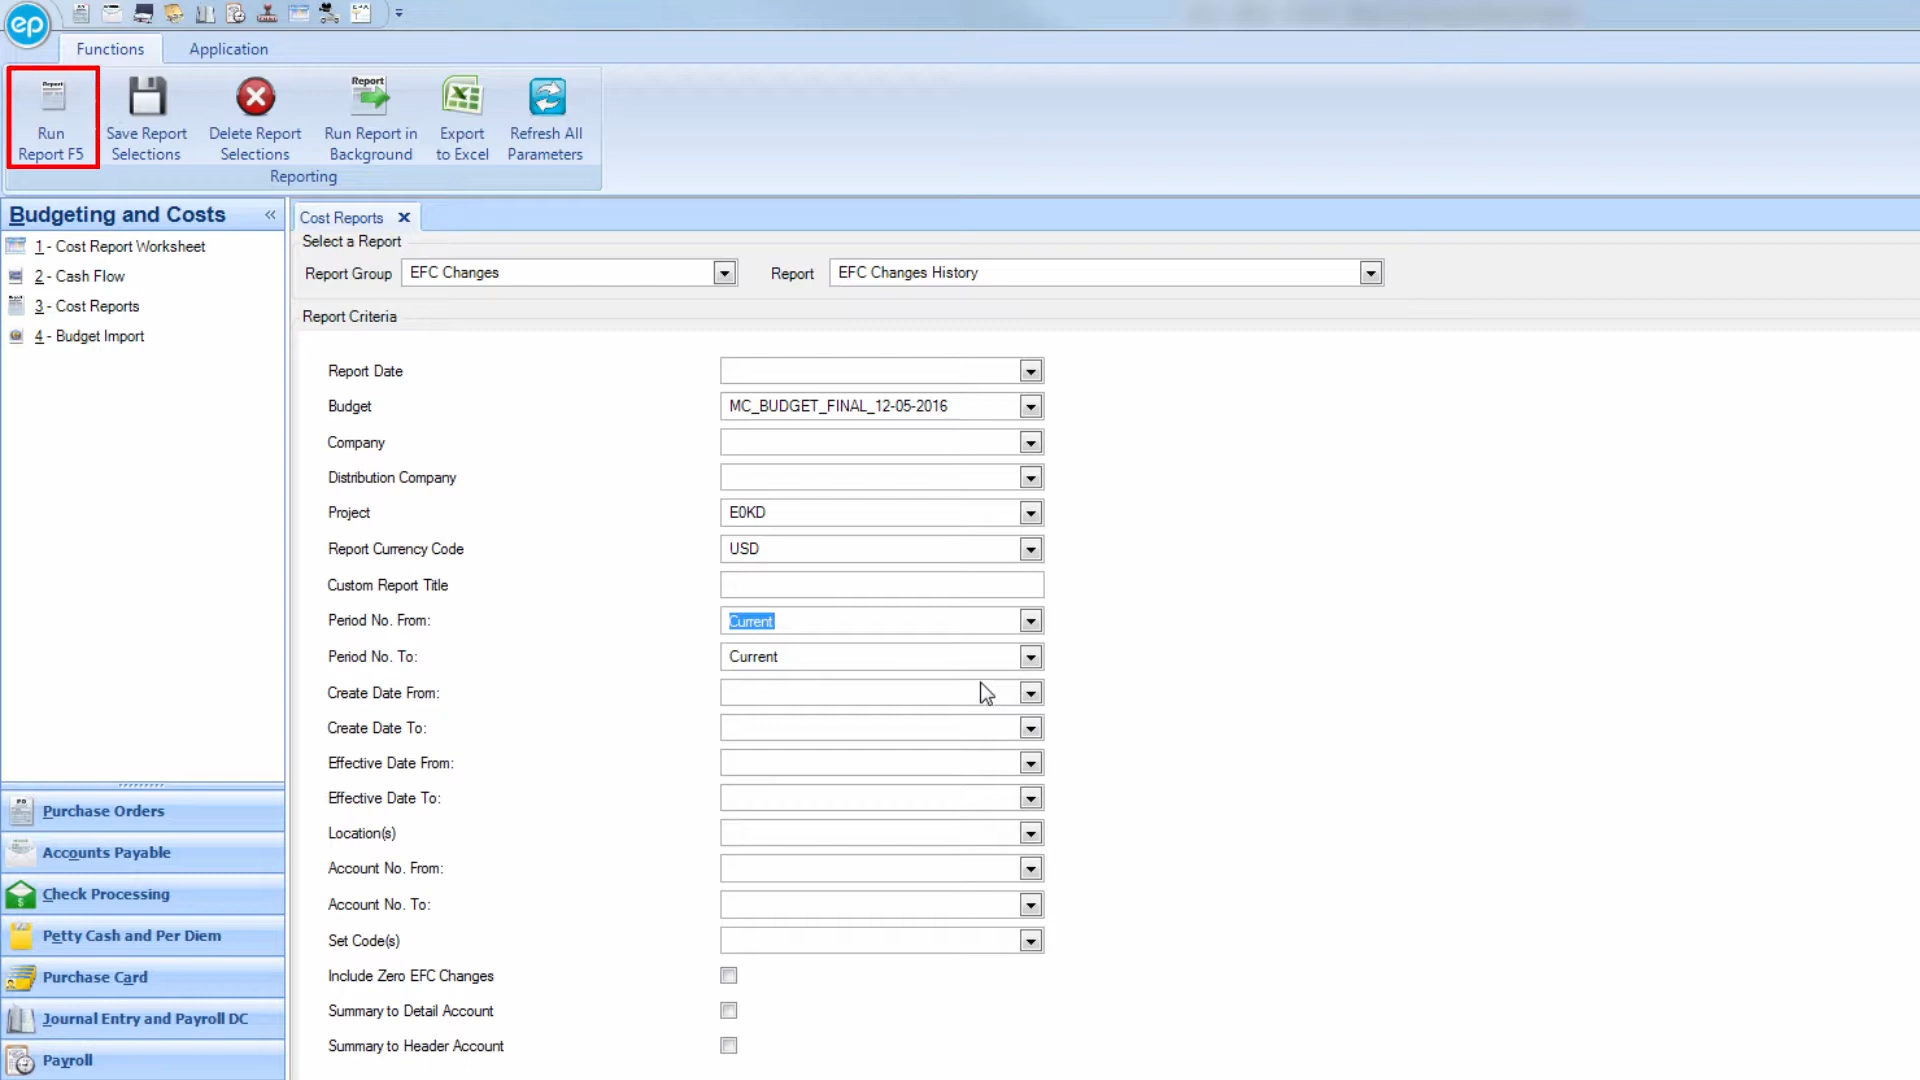 ep
Functions
Application
Report
Run
Report F5
Save Report
Selections
Delete Report
Selections
Report
Run Report in
Background
Export
to Excel
Refresh All
Parameters
Reporting
Budgeting and Costs
«
1 - Cost Report Worksheet
2 - Cash Flow
3 - Cost Reports
4 - Budget Import
Purchase Orders
Accounts Payable
Check Processing
Petty Cash and Per Diem
Purchase Card
Journal Entry and Payroll DC
Payroll
Cost Reports
Select a Report
Report Group EFC Changes Report EFC Changes History
Report Criteria
Report Date
Budget MC_BUDGET_FINAL_12-05-2016
Company
Distribution Company
Project E0KD
Report Currency Code USD
Custom Report Title
Period No. From: Current
Period No. To: Current
Create Date From:
Create Date To:
Effective Date From:
Effective Date To:
Location(s)
Account No. From:
Account No. To:
Set Code(s)
Include Zero EFC Changes
Summary to Detail Account
Summary to Header Account